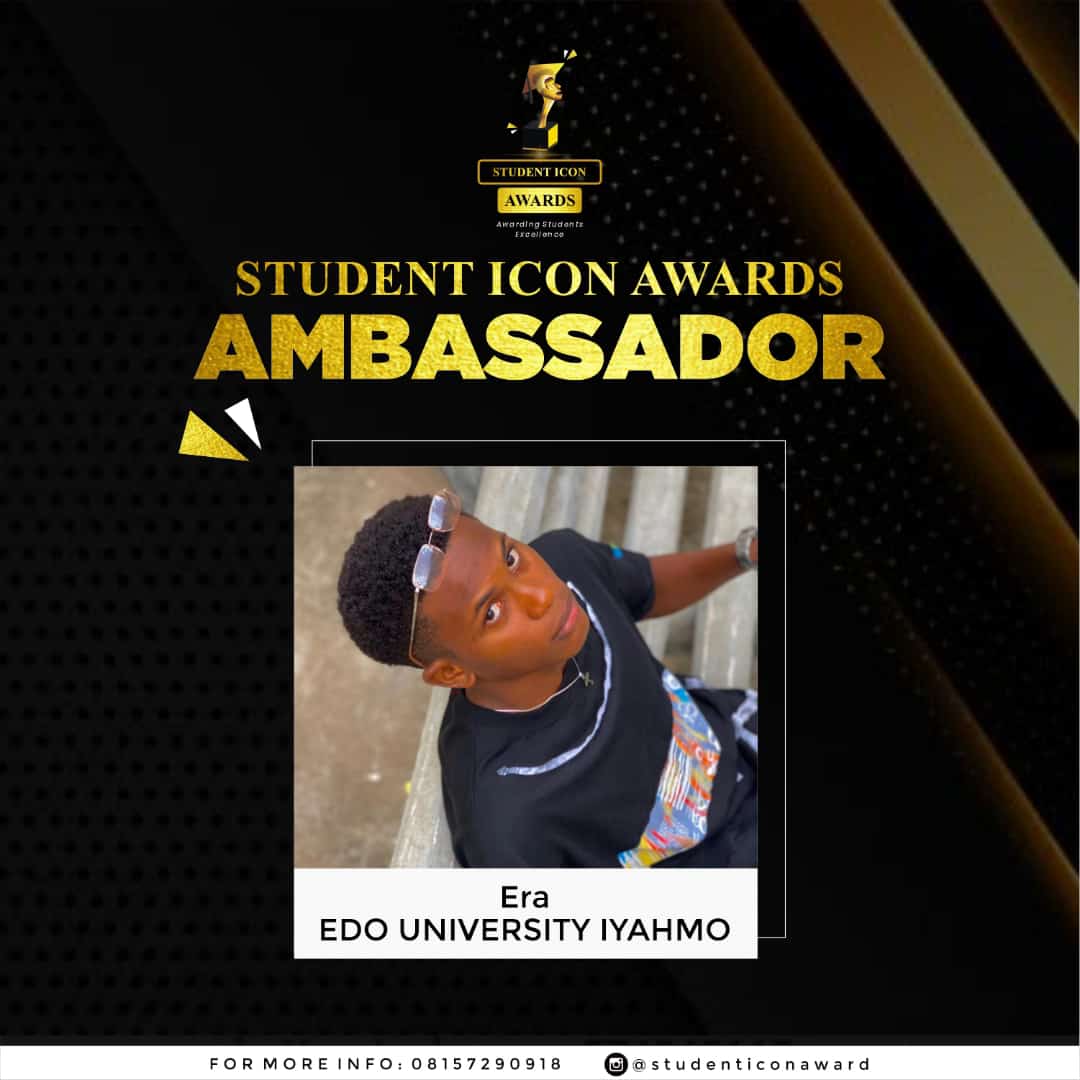 STUDENT ICON
AWARDS
Awarding Students
Excellence
STUDENT ICON AWARDS
AMBASSADOR
Era
EDO UNIVERSITY IYAHMO
FOR MORE INFO: 08157290918 @studenticonaward